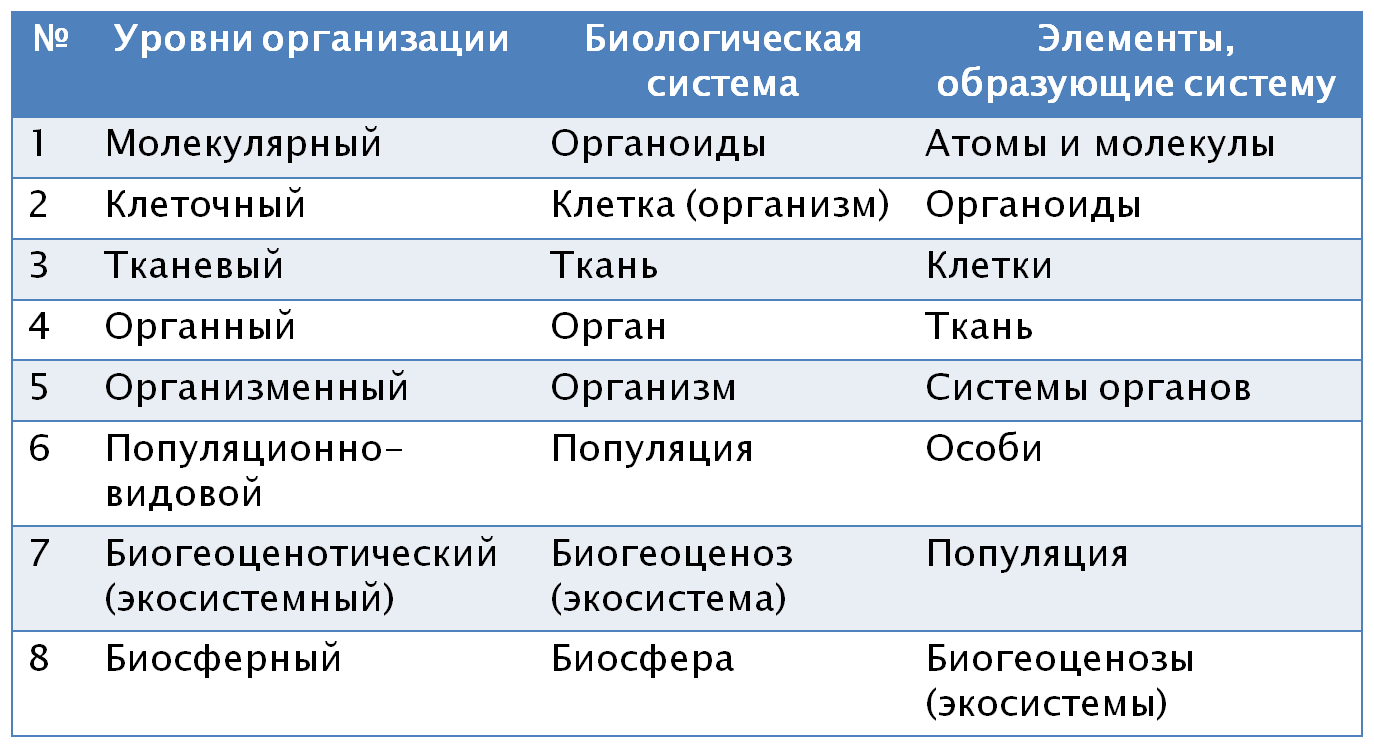 № Уровни организации Биологическая система Элементы, образующие систему
1 Молекулярный Органоиды Атомы и молекулы
2 Клеточный Клетка (организм) Органоиды
3 Тканевый Ткань Клетки
4 Органный Орган Ткань
5 Организменный Организм Системы органов
6 Популяционно-
видовой Популяция Особи
7 Биогеоценотический
(экосистемный) Биогеоценоз
(экосистема) Популяция
8 Биосферный Биосфера Биогеоценозы
(экосистемы)